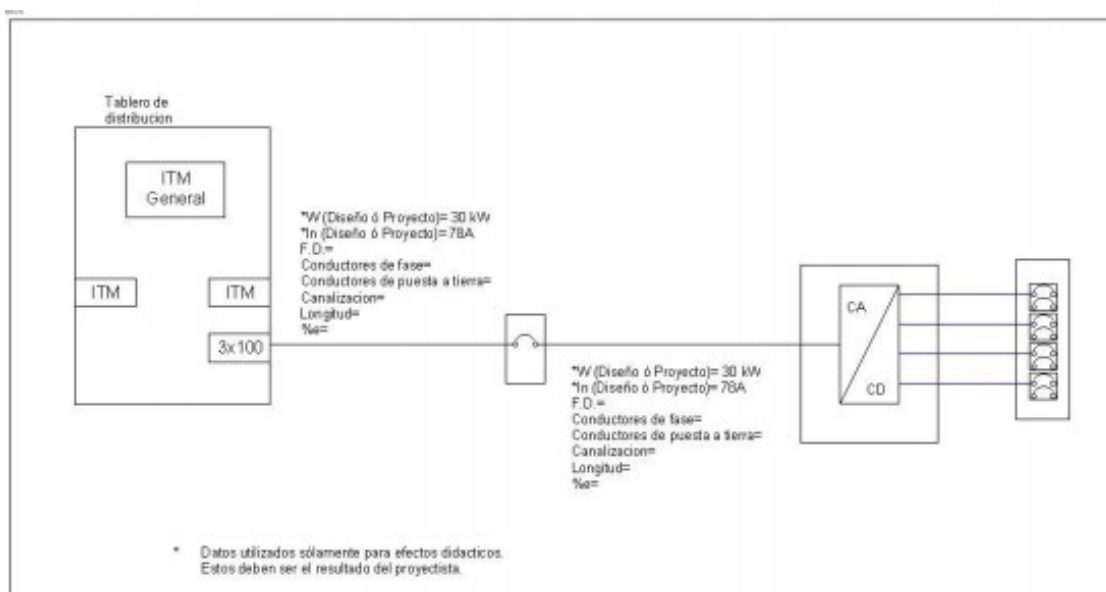 Tablero de
distribucion
ITM
General
ITM
ITM
3x100
*W (Diseño ó Proyecto)= 30 kW
*In (Diseño ó Proyecto)= 78A
F.D.=
Conductores de fase=
Conductores de puesta a tierra=
Canalizacion=
Longitud=
%e=
*W (Diseño ó Proyecto)= 30 kW
*In (Diseño ó Proyecto)= 78A
F.D.=
Conductores de fase=
Conductores de puesta a tierra=
Canalizacion=
Longitud=
%e=
CA
CD
* Datos utilizados sólamente para efectos didacticos.
Estos deben ser el resultado del proyectista.